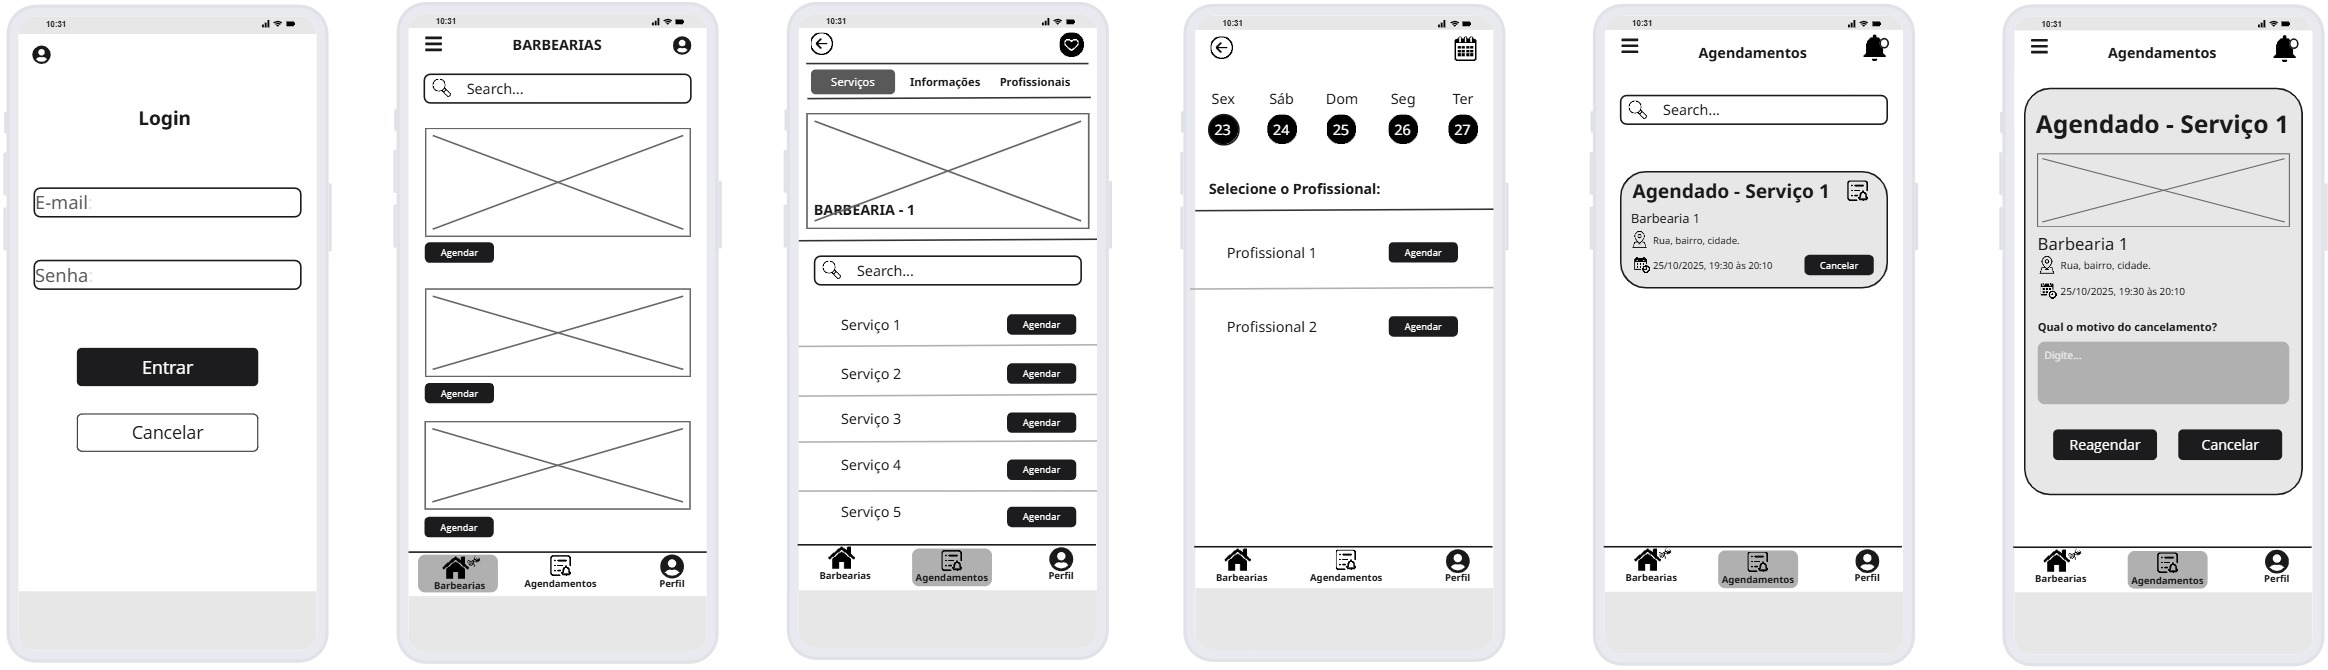 10:31
Login
E-mail:
Senha:
Entrar
Cancelar
10:31
BARBEARIAS
Search...
Agendar
Agendar
Agendar
Barbearias
Agendamentos
Perfil
10:31
Serviços Informações Profissionais
BARBEARIA - 1
Search...
Serviço 1 Agendar
Serviço 2 Agendar
Serviço 3 Agendar
Serviço 4 Agendar
Serviço 5 Agendar
Barbearias Agendamentos Perfil
10:31
Sex Sáb Dom Seg Ter
23 24 25 26 27
Selecione o Profissional:
Profissional 1 Agendar
Profissional 2 Agendar
Barbearias Agendamentos Perfil
10:31
Agendamentos
Search...
Agendado - Serviço 1
Barbearia 1
Rua, bairro, cidade.
25/10/2025, 19:30 às 20:10 Cancelar
Barbearias Agendamentos Perfil
10:31
Agendamentos
Agendado - Serviço 1
Barbearia 1
Rua, bairro, cidade.
25/10/2025, 19:30 às 20:10
Qual o motivo do cancelamento?
Digite...
Reagendar Cancelar
Barbearias Agendamentos Perfil